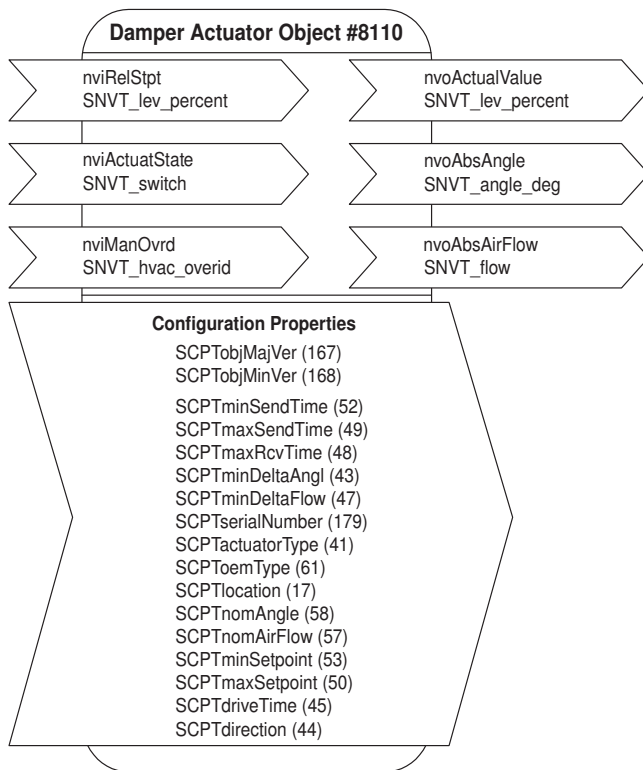 Damper Actuator Object #8110
nviRelStpt
SNVT_lev_percent
nvoActualValue
SNVT_lev_percent
nviActuatState
SNVT_switch
nvoAbsAngle
SNVT_angle_deg
nviManOvrd
SNVT_hvac_overid
nvoAbsAirFlow
SNVT_flow
Configuration Properties
SCPTobjMajVer (167)
SCPTobjMinVer (168)
SCPTminSendTime (52)
SCPTmaxSendTime (49)
SCPTmaxRcvTime (48)
SCPTminDeltaAngl (43)
SCPTminDeltaFlow (47)
SCPTserialNumber (179)
SCPTactuatorType (41)
SCPToemType (61)
SCPTlocation (17)
SCPTnomAngle (58)
SCPTnomAirFlow (57)
SCPTminSetpoint (53)
SCPTmaxSetpoint (50)
SCPTdriveTime (45)
SCPTdirection (44)